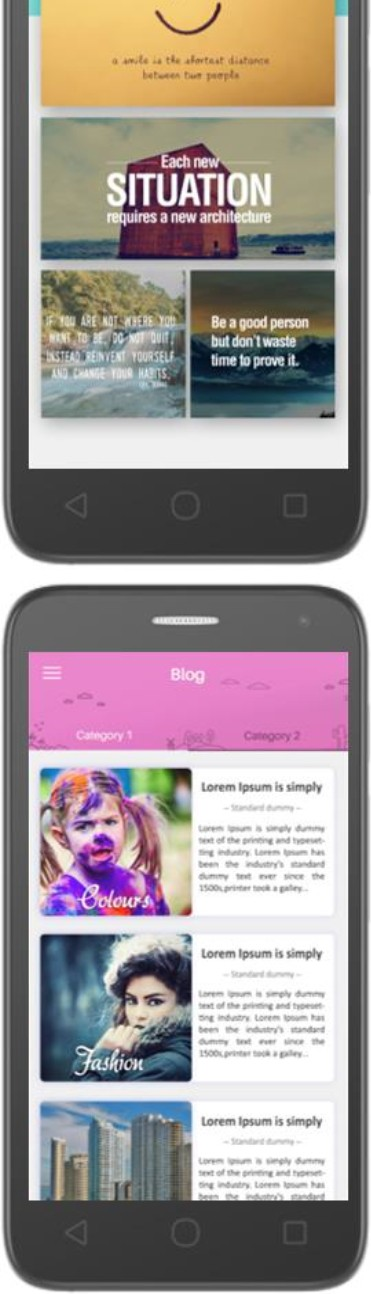 a smile is the shortest distance
between two people
Each new
SITUATION
requires a new architecture
IF YOU ARE NOT WHERE YOU
WANT TO BE, DO NOT QUIT,
INSTEAD REINVENT YOURSELF
AND CHANGE YOUR HABITS.
Be a good person
but don't waste
time to prove it.
Blog
Category 1
Category 2
Colours
Lorem Ipsum is simply
-- Standard dummy --
Lorem Ipsum is simply dummy
text of the printing and typeset-
ting industry. Lorem Ipsum has
been the industry's standard
dummy text ever since the
1500s,printer took a galley...
Fashion
Lorem Ipsum is simply
-- Standard dummy --
Lorem Ipsum is simply dummy
text of the printing and typeset-
ting industry. Lorem Ipsum has
been the industry's standard
dummy text ever since the
1500s,printer took a galley...
Lorem Ipsum is simply
-- Standard dummy --
Lorem Ipsum is simply dummy
text of the printing and typeset-
ting industry. Lorem Ipsum has
been the industry's standard